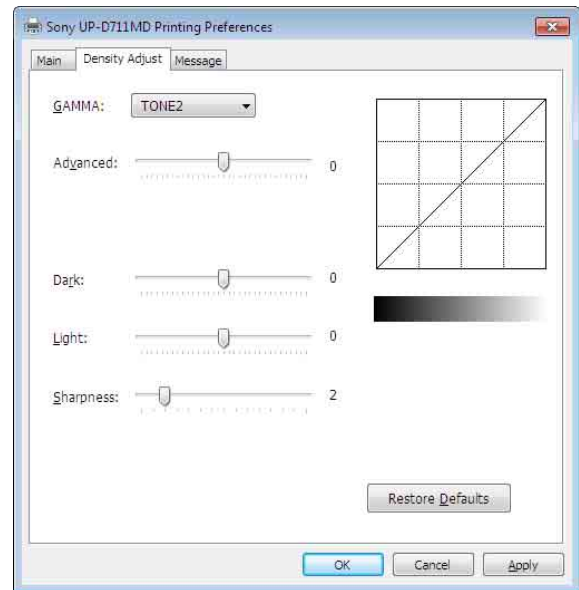 Sony UP-D711MD Printing Preferences
Main Density Adjust Message
GAMMA: TONE2
Advanced: 0
Dark: 0
Light: 0
Sharpness: 2
Restore Defaults
OK Cancel Apply